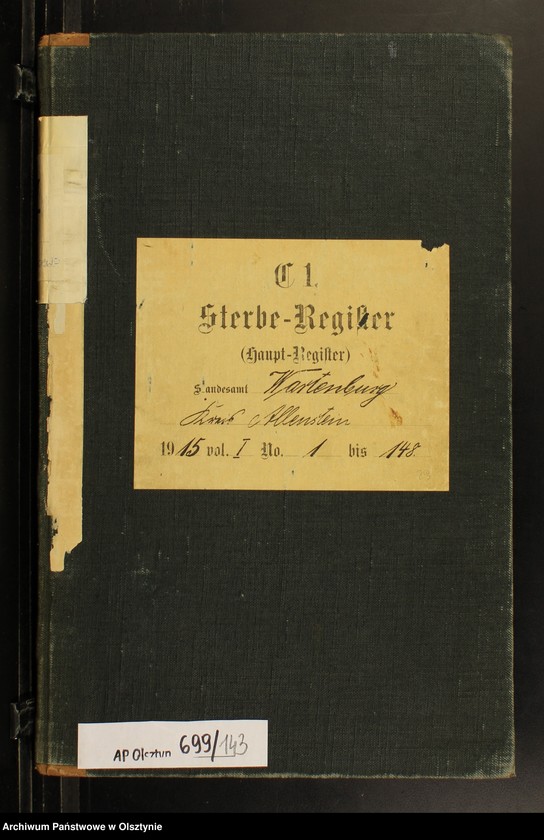 C 1.
Sterbe-Register
(Haupt-Register)
Standesamt Wartenburg
Kreis Allenstein
1915 vol. I No. 1 bis 148.
AP Olsztyn 699/143
Archiwum Państwowe w Olsztynie